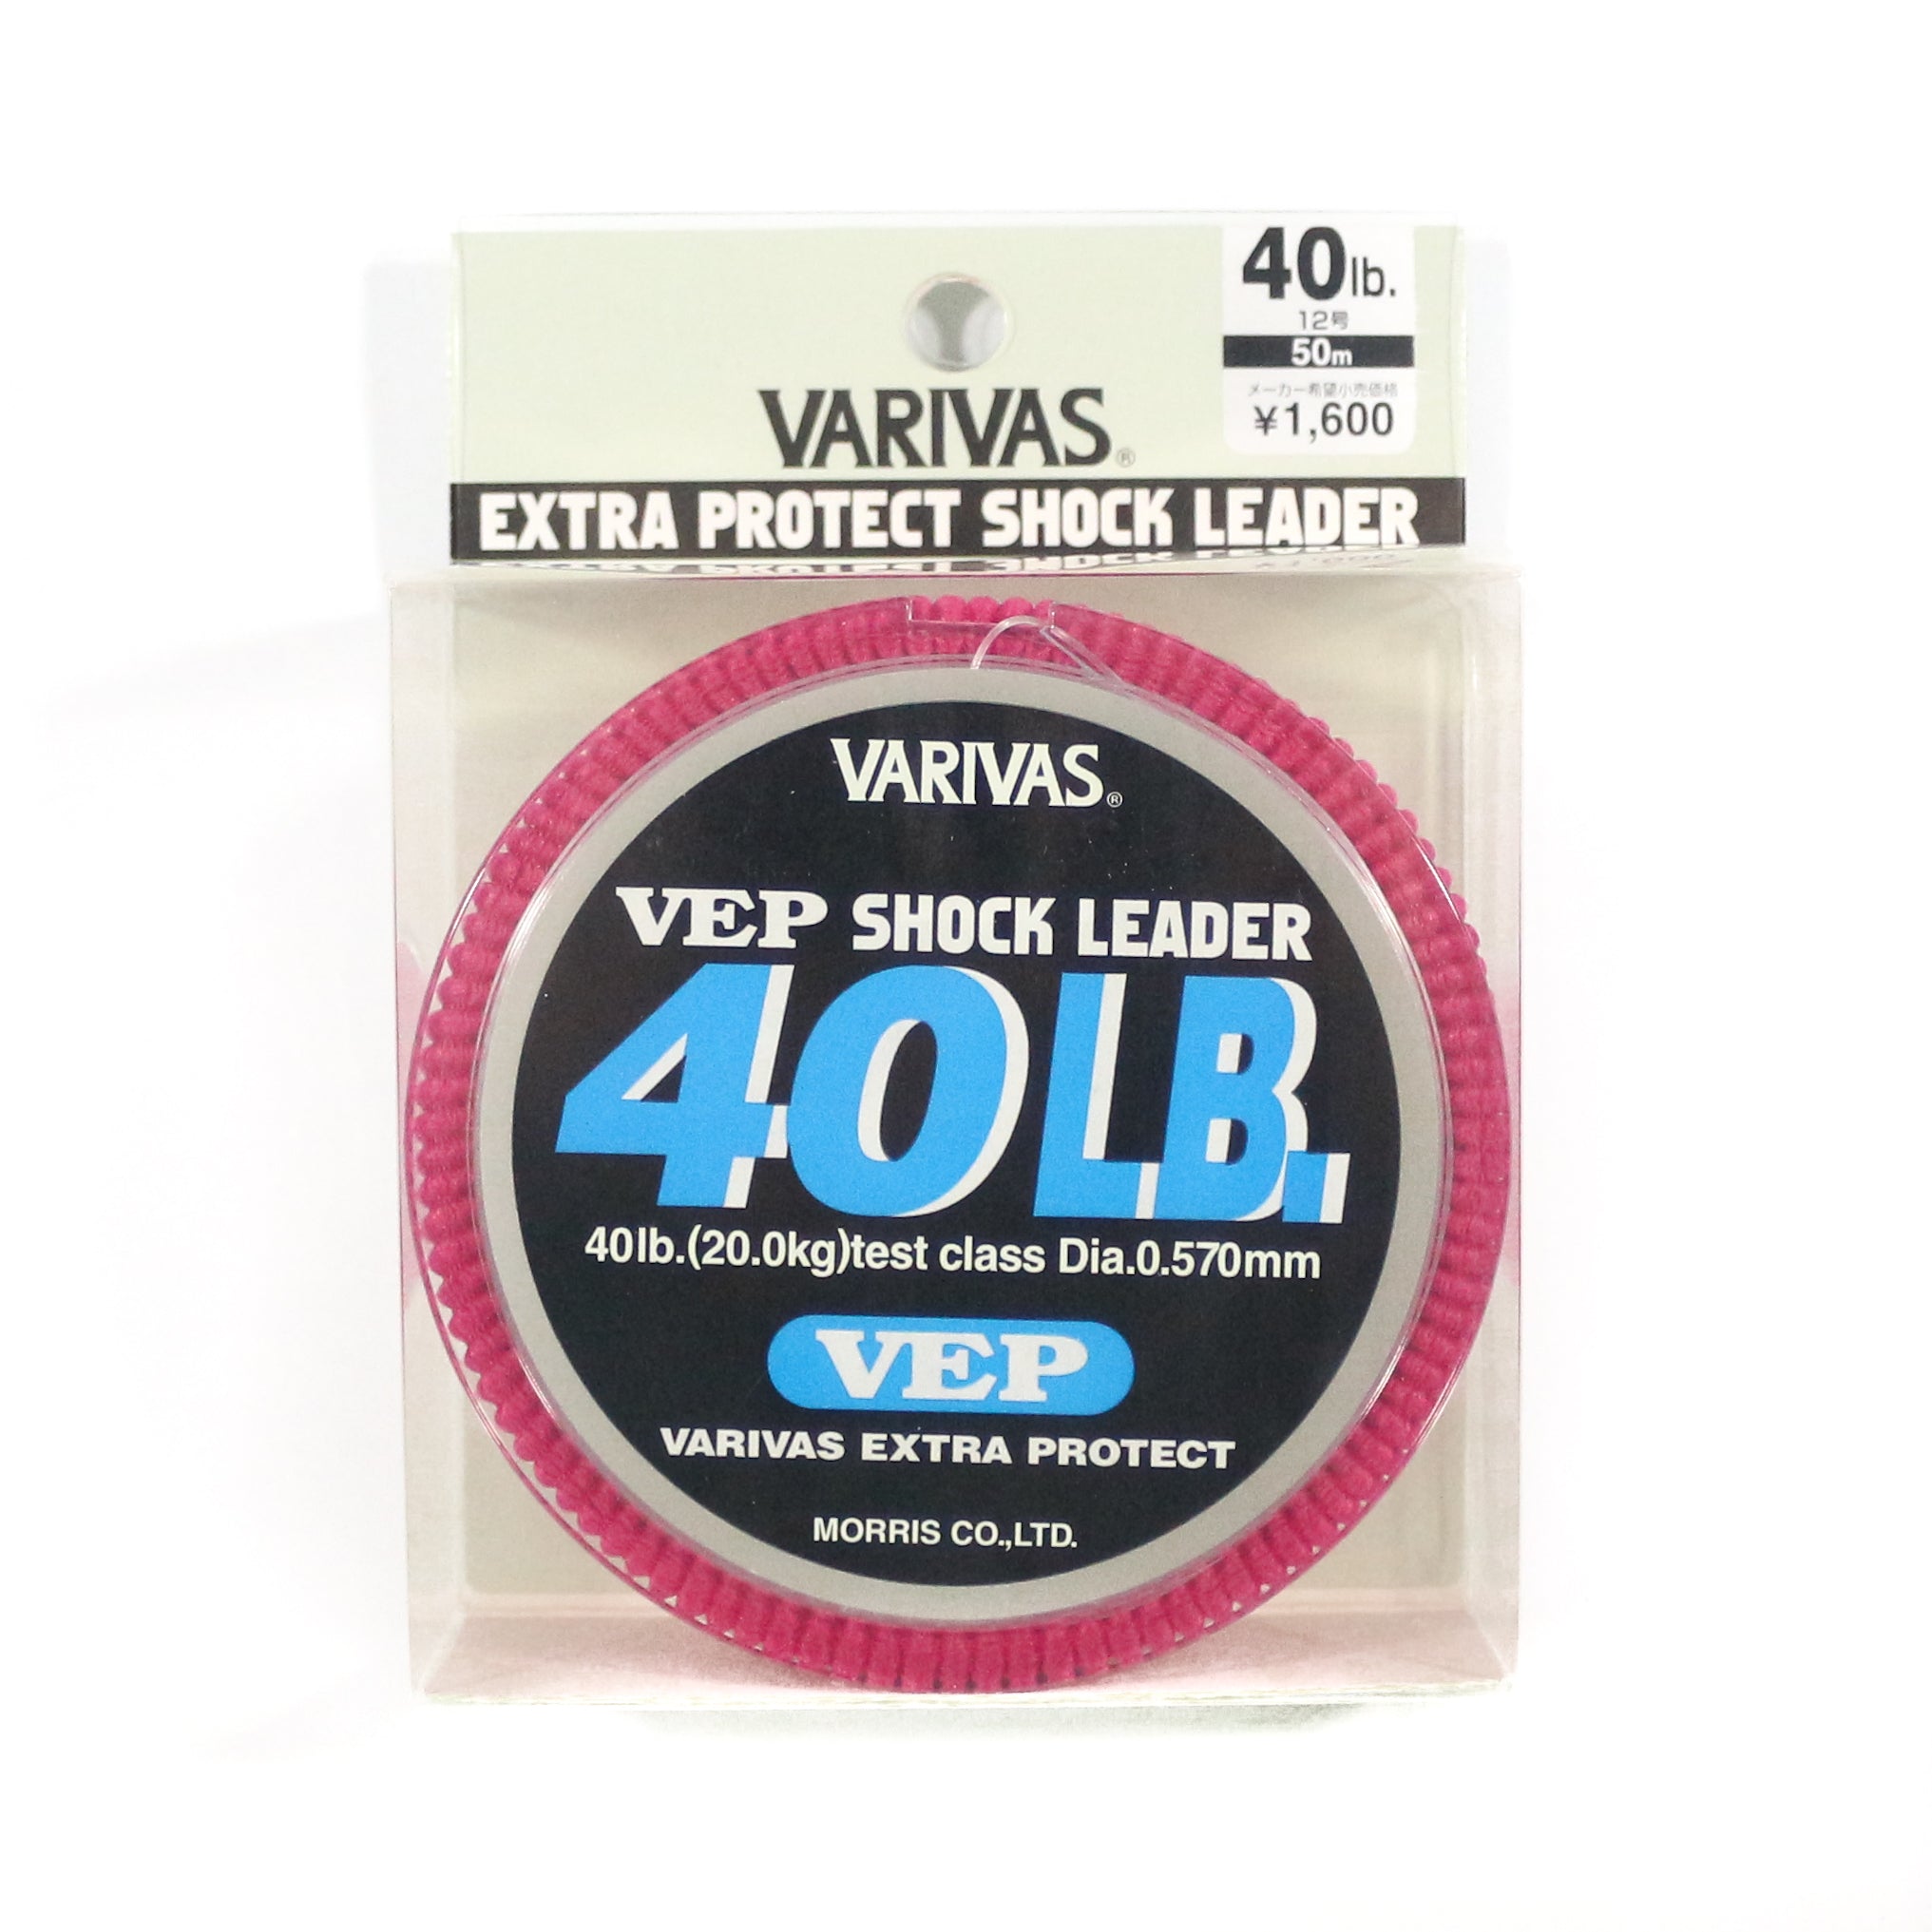 40lb.
12号
50m
メーカー希望小売価格
¥1,600
VARIVAS®
EXTRA PROTECT SHOCK LEADER
VARIVAS®
VEP SHOCK LEADER
40LB.
40lb.(20.0kg)test class Dia.0.570mm
VEP
VARIVAS EXTRA PROTECT
MORRIS CO.,LTD.